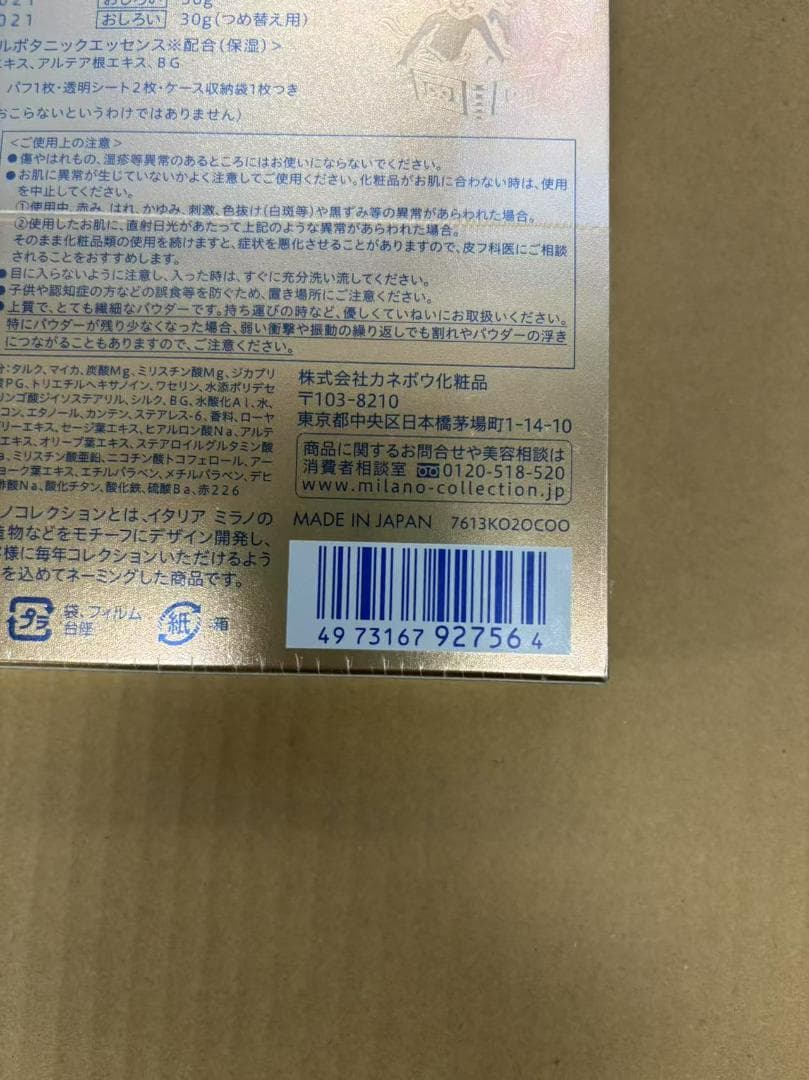 2021 おしろい 30g(つめ替え用)
ルボタニックエッセンス※配合(保湿)>
エキス、アルテア根エキス、BG
パフ1枚・透明シート2枚・ケース収納袋1枚つき
おこらないというわけではありません)
<ご使用上の注意>
●傷やはれもの、湿疹等異常のあるところにはお使いにならないでください。
●お肌に異常が生じていないかよく注意してご使用ください。化粧品がお肌に合わない時は、使用
を中止してください。
①使用中、赤み、はれ、かゆみ、刺激、色抜け(白斑等)や黒ずみ等の異常があらわれた場合。
②使用したお肌に、直射日光があたって上記のような異常があらわれた場合。
そのまま化粧品類の使用を続けますと、症状を悪化させることがありますので、皮フ科医にご相談
されることをおすすめします。
●目に入らないように注意し、入った時は、すぐに充分洗い流してください。
●子供や認知症の方などの誤食等を防ぐため、置き場所にご注意ください。
●上質で、とても繊細なパウダーです。持ち運びの時など、優しくていねいにお取扱いください。
特にパウダーが残り少なくなった場合、弱い衝撃や振動の繰り返しでも割れやパウダーの浮き
につながることもありますので、ご注意ください。
分:タルク、マイカ、炭酸Mg、ミリスチン酸Mg、ジカプリ
酸PG、トリエチルヘキサノイン、ワセリン、水添ポリデセ
リンゴ酸ジイソステアリル、シルク、BG、水酸化Al、水、
コン、エタノール、カンテン、ステアレス-6、香料、ローヤ
リーエキス、セージ葉エキス、ヒアルロン酸Na、アルテ
エキス、オリーブ葉エキス、ステアロイルグルタミン酸
a、ミリスチン酸亜鉛、ニコチン酸トコフェロール、アー
ョーク葉エキス、エチルパラベン、メチルパラベン、デヒ
酢酸Na、酸化チタン、酸化鉄、硫酸Ba、赤226
株式会社カネボウ化粧品
〒103-8210
東京都中央区日本橋茅場町1-14-10
商品に関するお問合せや美容相談は
消費者相談室 0120-518-520
www.milano-collection.jp
ノコレクションとは、イタリア ミラノの
物などをモチーフにデザイン開発し、
様に毎年コレクションいただけるよう
を込めてネーミングした商品です。
MADE IN JAPAN 7613K020C00
プラ 袋、フィルム
台座
紙 箱
4973167927564